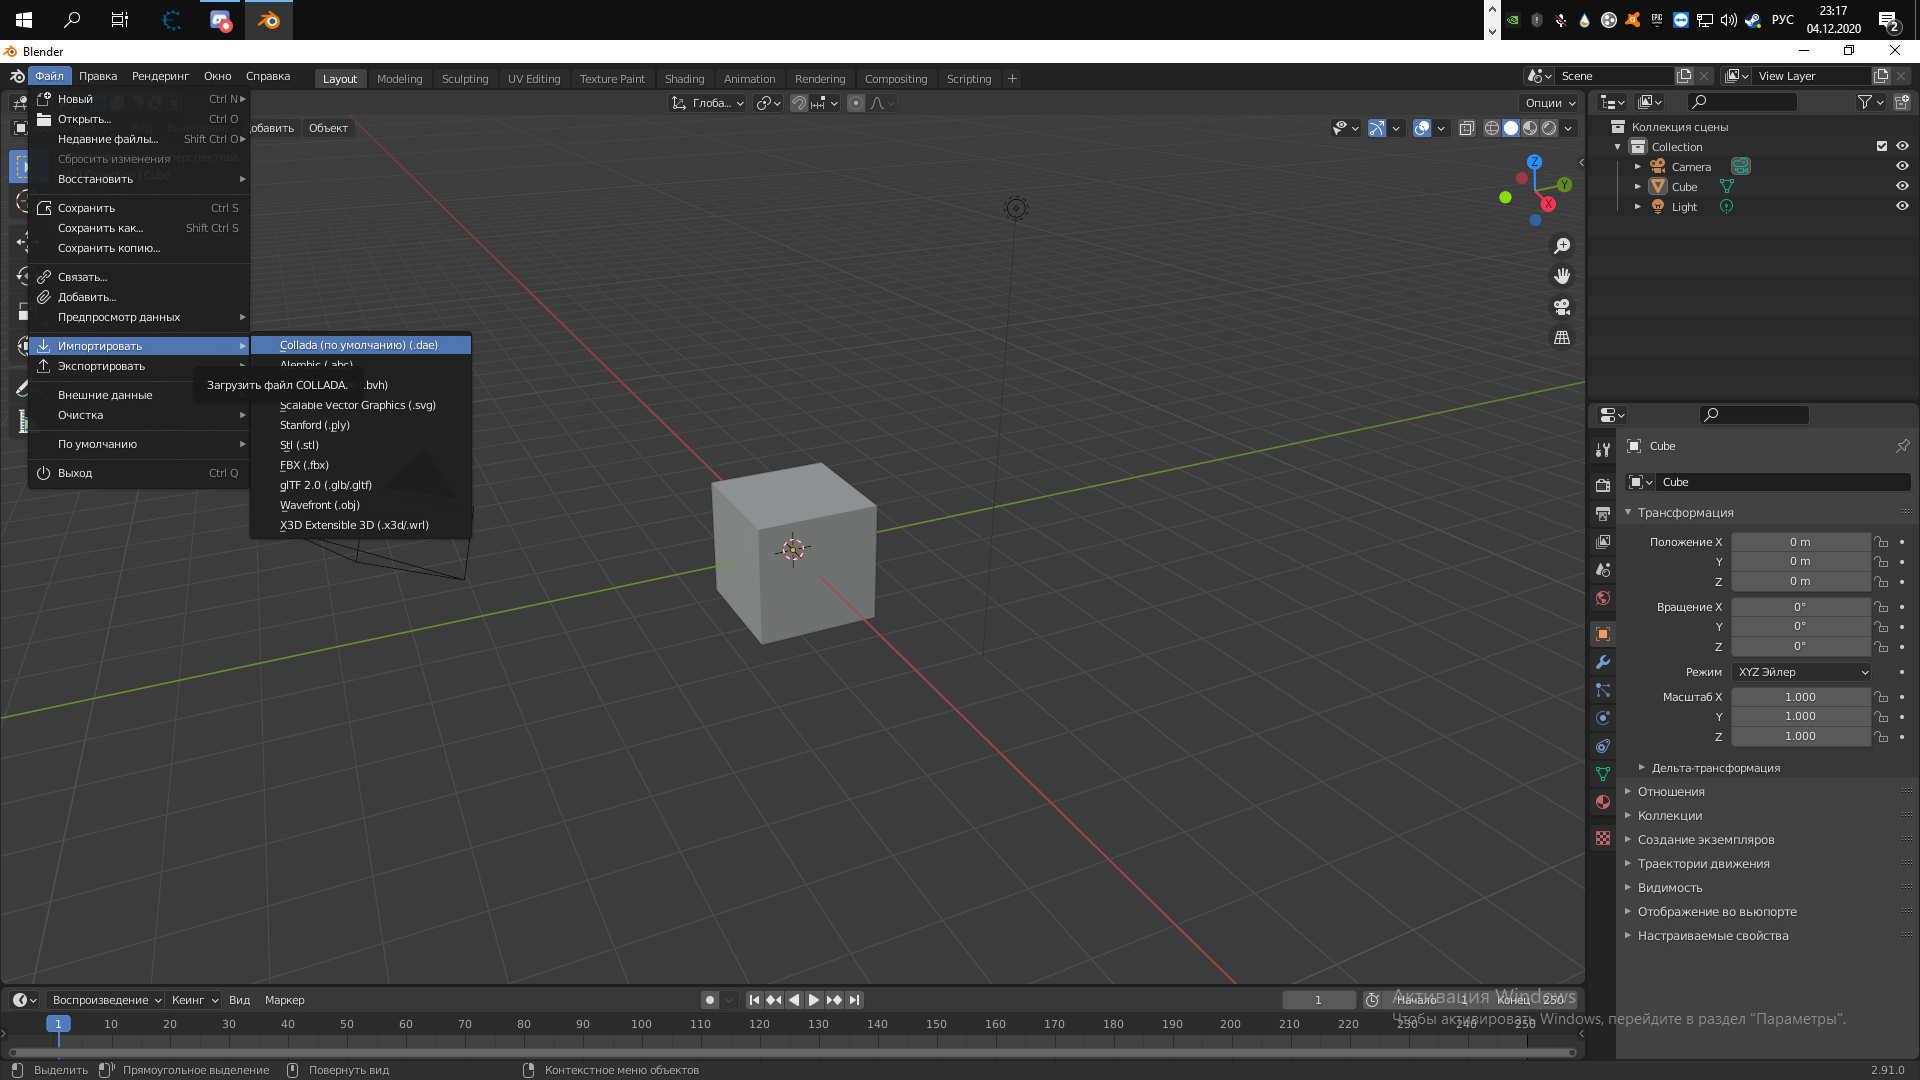 РУС
23:17
04.12.2020
2
Blender
Файл Правка Рендеринг Окно Справка
Layout Modeling Sculpting UV Editing Texture Paint Shading Animation Rendering Compositing Scripting +
Scene
View Layer
Новый Ctrl N
Открыть... Ctrl O
Недавние файлы... Shift Ctrl O
Сбросить изменения
Восстановить
Сохранить Ctrl S
Сохранить как... Shift Ctrl S
Сохранить копию...
Связать...
Добавить...
Предпросмотр данных
Импортировать
Экспортировать
Внешние данные
Очистка
По умолчанию
Выход Ctrl Q
Collada (по умолчанию) (.dae)
Alembic (.abc)
Загрузить файл COLLADA.
.bvh)
Scalable Vector Graphics (.svg)
Stanford (.ply)
Stl (.stl)
FBX (.fbx)
glTF 2.0 (.glb/.gltf)
Wavefront (.obj)
X3D Extensible 3D (.x3d/.wrl)
Глоба...
Опции
обавить Объект
Z
Y
X
Коллекция сцены
Collection
Camera
Cube
Light
Cube
Cube
Трансформация
Положение X 0 m
Y 0 m
Z 0 m
Вращение X 0°
Y 0°
Z 0°
Режим XYZ Эйлер
Масштаб X 1.000
Y 1.000
Z 1.000
Дельта-трансформация
Отношения
Коллекции
Создание экземпляров
Траектории движения
Видимость
Отображение во вьюпорте
Настраиваемые свойства
Воспроизведение Кеинг Вид Маркер
1
Начало 1 Конец 250
1 10 20 30 40 50 60 70 80 90 100 110 120 130 140 150 160 170 180 190 200 210 220 230 240 250
Активация Windows
Чтобы активировать Windows, перейдите в раздел "Параметры".
Выделить Прямоугольное выделение Повернуть вид Контекстное меню объектов
2.91.0